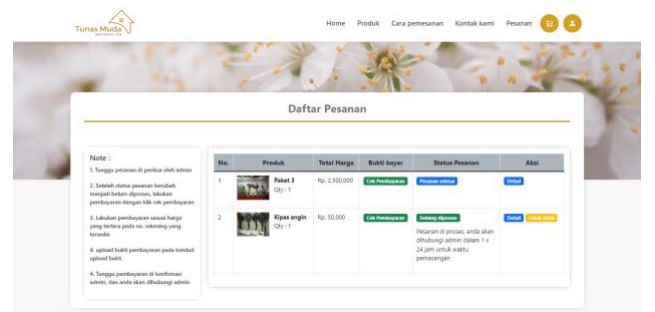 Tunas Muda
Home Produk Cara pemesanan Kontak kami Pesanan
Daftar Pesanan
Note :
1. Tunggu pesanan di periksa oleh admin
2. Setelah status pesanan berubah
menjadi belum diproses, lakukan
pembayaran dengan klik cek pembayaran
3. Lakukan pembayaran sesuai harga
yang tertera pada no. rekening yang
tersedia
4. upload bukti pembayaran pada tombol
upload bukti
4. Tunggu pembayaran di konfirmasi
admin, dan anda akan dihubungi admin
No. Produk Total Harga Bukti bayar Status Pesanan Aksi
1 Paket 3 Rp. 2,300,000 Cek Pembayaran Pesanan selesai Detail
Qty : 1
2 Kipas angin Rp. 50,000 Cek Pembayaran Sedang diproses Detail
Qty : 1
Pesanan di proses, anda akan
dihubungi admin dalam 1 x
24 jam untuk waktu
pemasangan